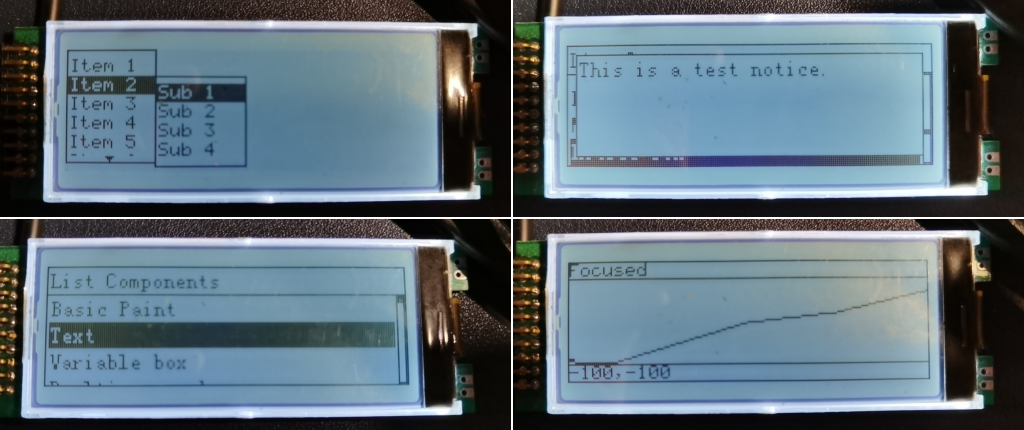 Item 1
Item 2
Item 3
Item 4
Item 5
Sub 1
Sub 2
Sub 3
Sub 4
This is a test notice.
List Components
Basic Paint
Text
Variable box
Focused
-100,-100